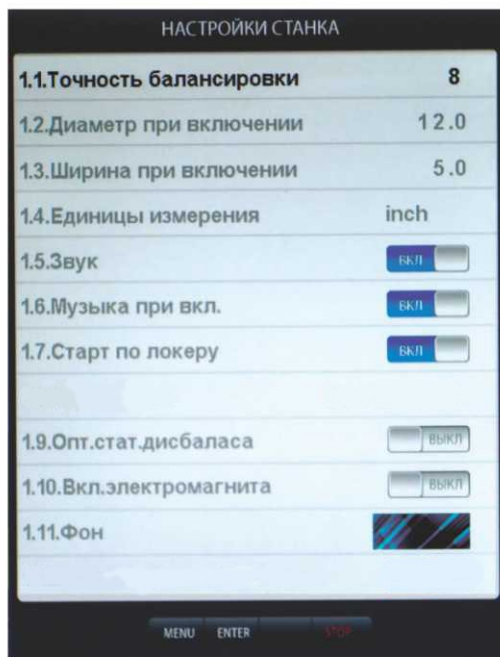 НАСТРОЙКИ СТАНКА
1.1.Точность балансировки 8
1.2.Диаметр при включении 12.0
1.3.Ширина при включении 5.0
1.4.Единицы измерения inch
1.5.Звук ВКЛ
1.6.Музыка при вкл. ВКЛ
1.7.Старт по локеру ВКЛ
1.9.Опт.стат.дисбаласа ВЫКЛ
1.10.Вкл.электромагнита ВЫКЛ
1.11.Фон
MENU ENTER STOP